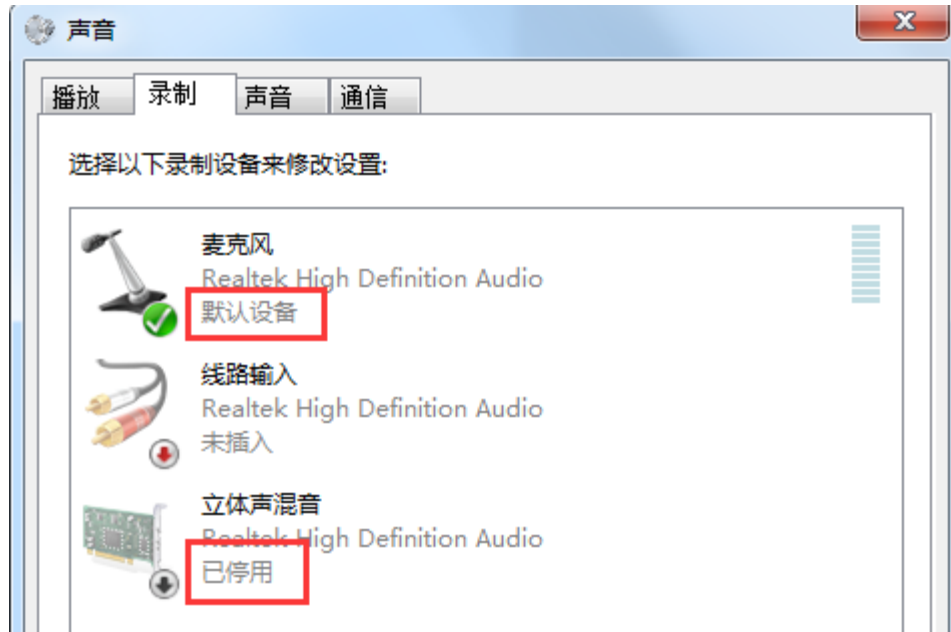 声音
播放 录制 声音 通信
选择以下录制设备来修改设置:
麦克风
Realtek High Definition Audio
默认设备
线路输入
Realtek High Definition Audio
未插入
立体声混音
Realtek High Definition Audio
已停用